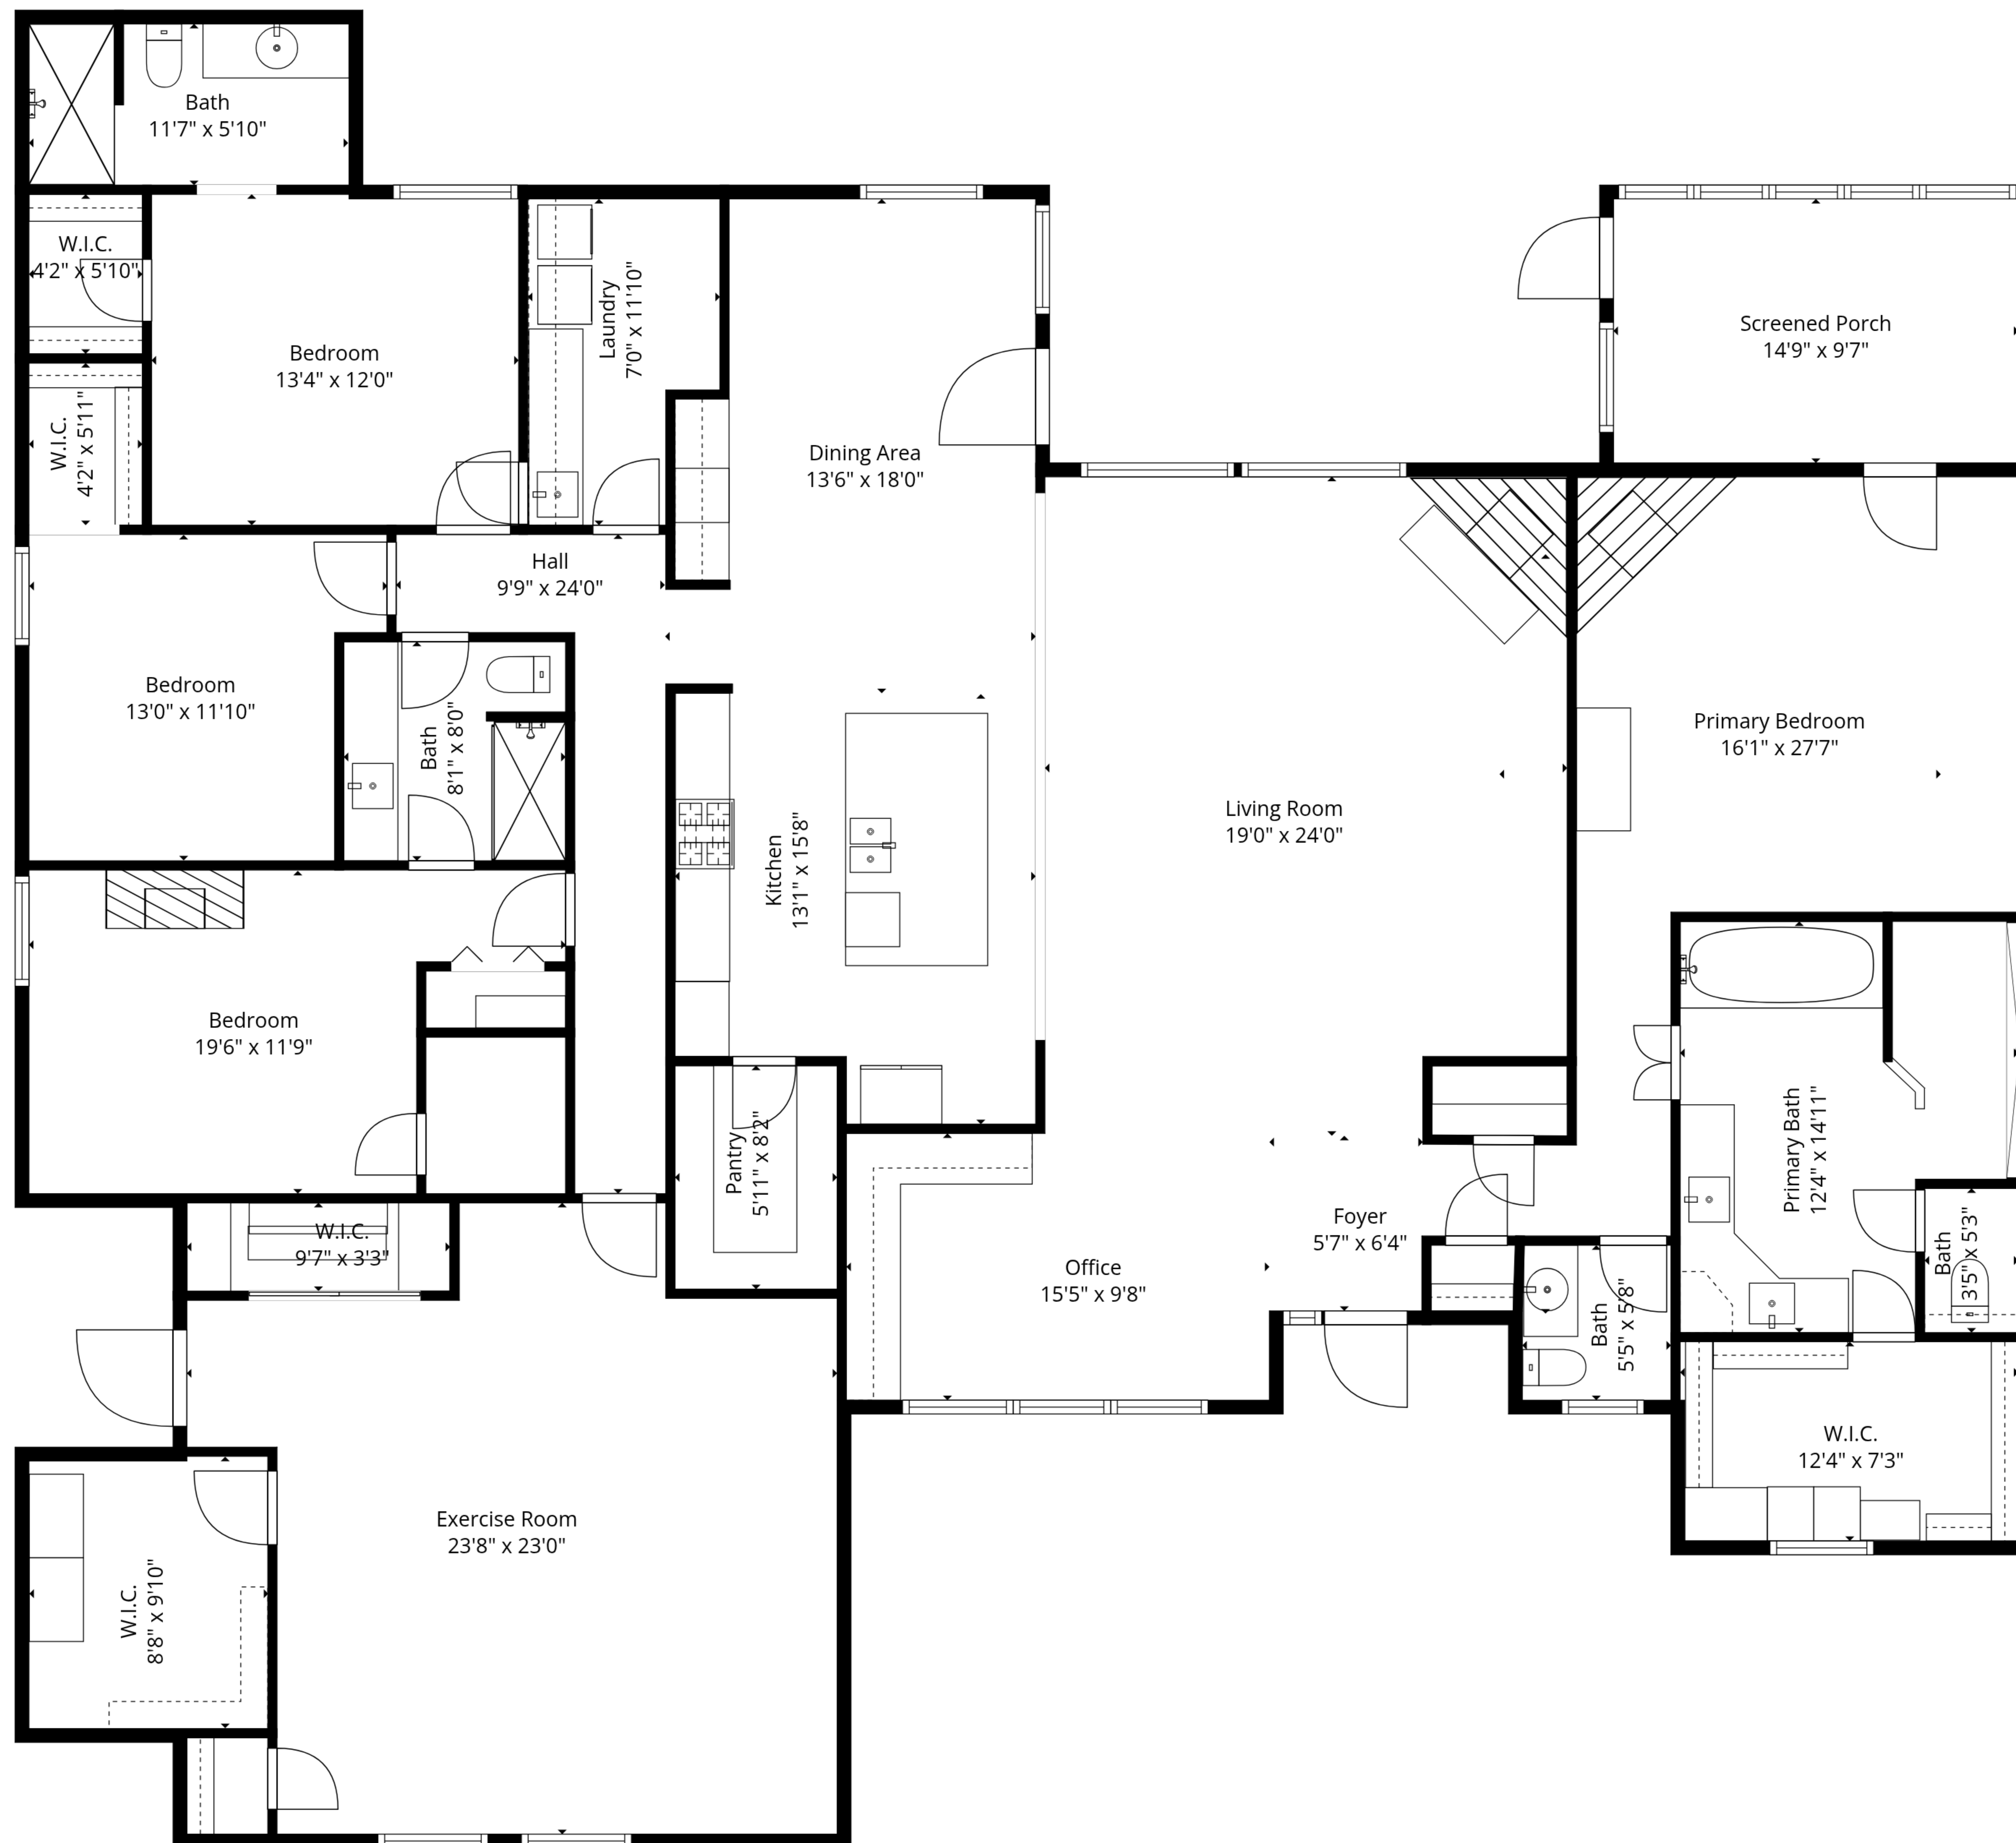 Bath
11'7" x 5'10"
W.I.C.
4'2" x 5'10"
Bedroom
13'4" x 12'0"
Laundry
7'0" x 11'10"
W.I.C.
4'2" x 5'11"
Dining Area
13'6" x 18'0"
Screened Porch
14'9" x 9'7"
Hall
9'9" x 24'0"
Bedroom
13'0" x 11'10"
Bath
8'1" x 8'0"
Primary Bedroom
16'1" x 27'7"
Living Room
19'0" x 24'0"
Kitchen
13'1" x 15'8"
Bedroom
19'6" x 11'9"
Pantry
5'11" x 8'2"
Primary Bath
12'4" x 14'11"
W.I.C.
9'7" x 3'3"
Foyer
5'7" x 6'4"
Office
15'5" x 9'8"
Bath
5'5" x 5'8"
Bath
3'5" x 5'3"
W.I.C.
12'4" x 7'3"
Exercise Room
23'8" x 23'0"
W.I.C.
8'8" x 9'10"